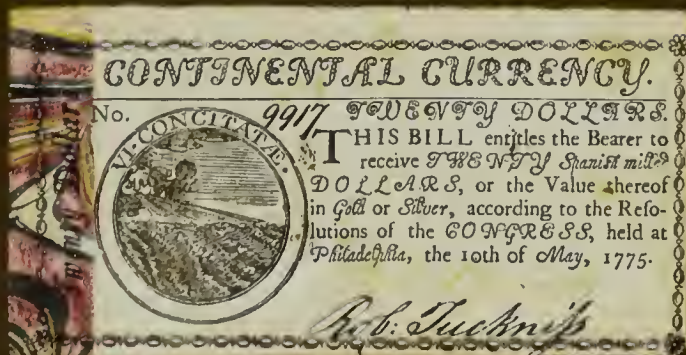 CONTINENTAL CURRENCY.
No. 9917 TWENTY DOLLARS.
VI·CONCITATÆ.
THIS BILL entitles the Bearer to
receive TWENTY Spanish mill'd
DOLLARS, or the Value thereof
in Gold or Silver, according to the Reſo-
lutions of the CONGRESS, held at
Philadelphia, the 10th of May, 1775.
Rob: Tuckniſs